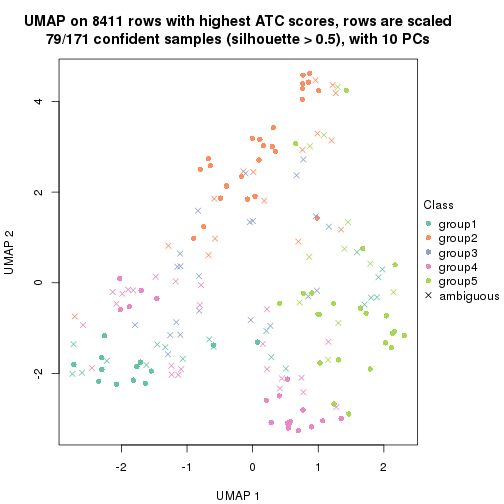 UMAP on 8411 rows with highest ATC scores, rows are scaled
79/171 confident samples (silhouette > 0.5), with 10 PCs
4
2
0
-2
UMAP 2
-2
-1
0
1
2
UMAP 1
Class
group1
group2
group3
group4
group5
ambiguous